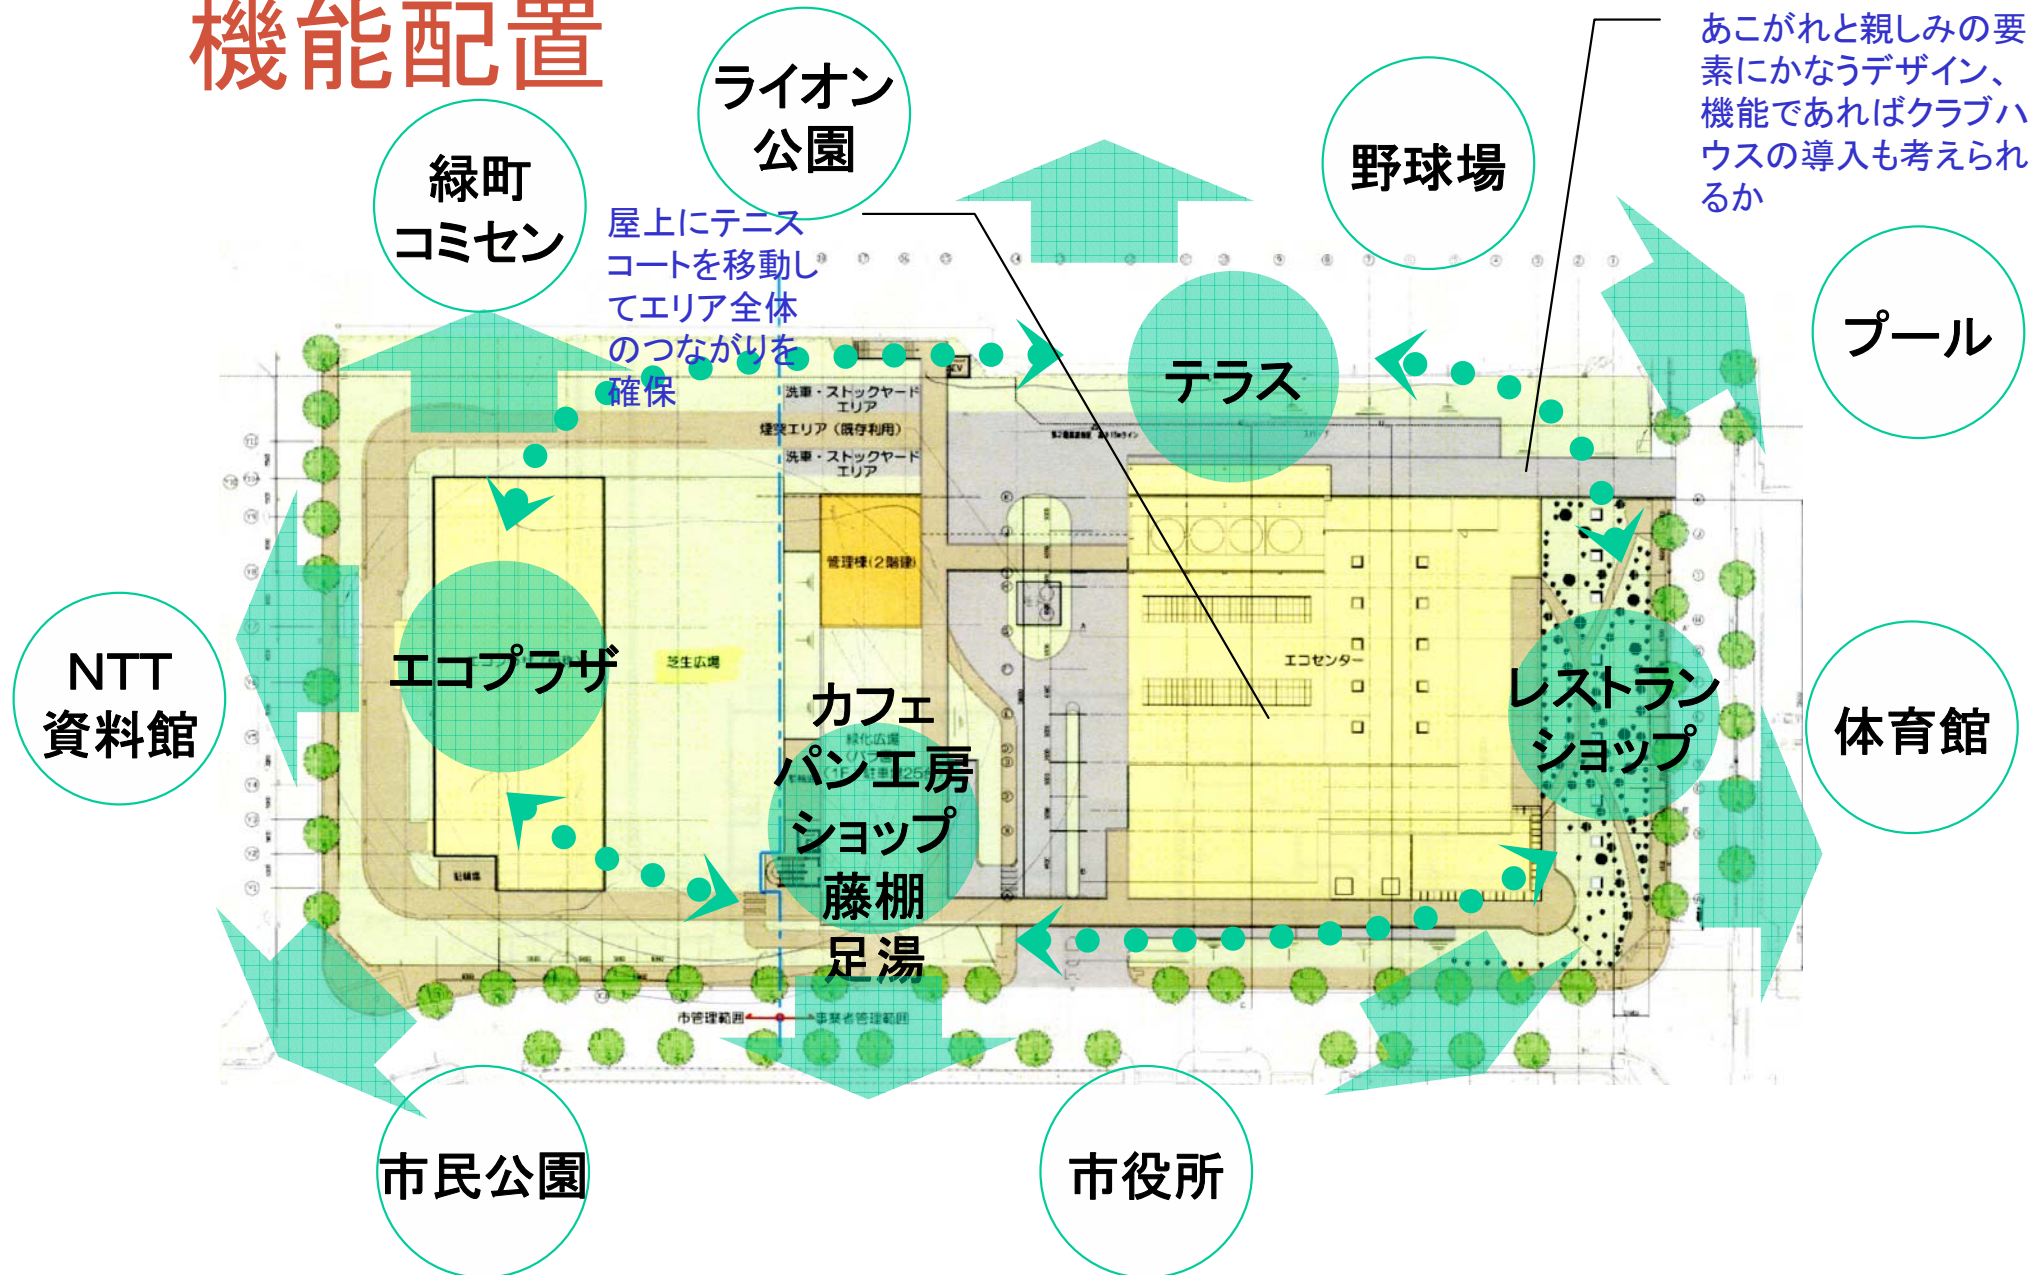 機能配置
あこがれと親しみの要
素にかなうデザイン、
機能であればクラブハ
ウスの導入も考えられ
るか
ライオン
公園
野球場
緑町
コミセン
屋上にテニス
コートを移動し
てエリア全体
のつながりを
確保
プール
テラス
EV
洗車・ストックヤード
エリア
煙突エリア（既存利用）
洗車・ストックヤード
エリア
管理棟(2階建)
エコプラザ
芝生広場
エコセンター
NTT
資料館
カフェ
パン工房
ショップ
藤棚
足湯
緑化広場
レストラン
ショップ
体育館
駐輪場
市管理範囲
事業者管理範囲
市民公園
市役所